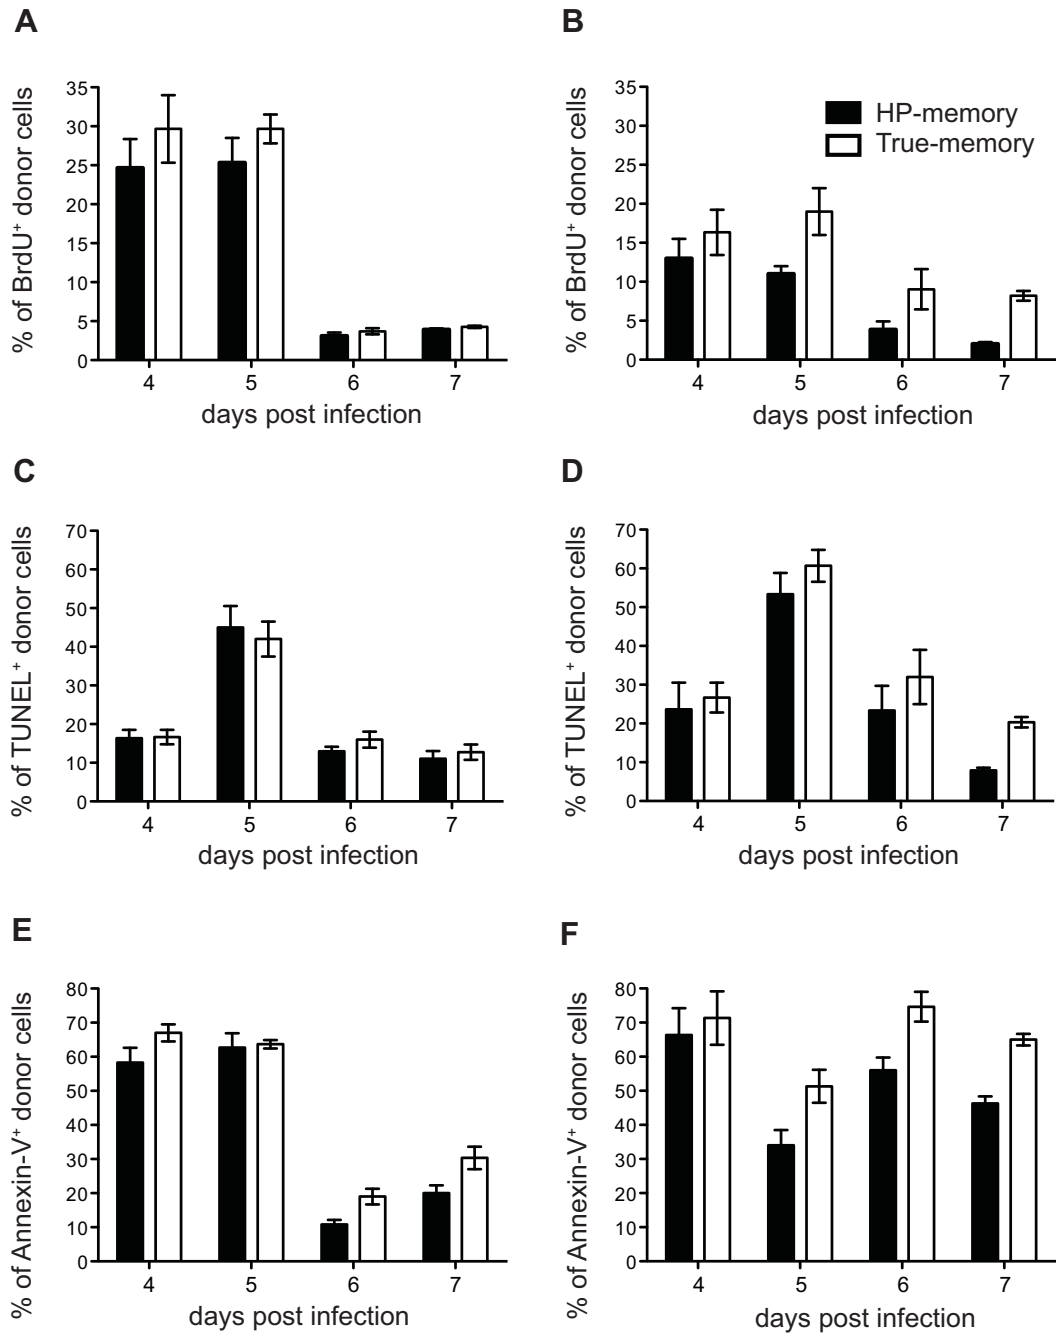 A
% of BrdU⁺ donor cells
35
30
25
20
15
10
5
0
4 5 6 7
days post infection
B
% of BrdU⁺ donor cells
35
30
25
20
15
10
5
0
HP-memory
True-memory
4 5 6 7
days post infection
C
% of TUNEL⁺ donor cells
70
60
50
40
30
20
10
0
4 5 6 7
days post infection
D
% of TUNEL⁺ donor cells
70
60
50
40
30
20
10
0
4 5 6 7
days post infection
E
% of Annexin-V⁺ donor cells
80
70
60
50
40
30
20
10
0
4 5 6 7
days post infection
F
% of Annexin-V⁺ donor cells
80
70
60
50
40
30
20
10
0
4 5 6 7
days post infection